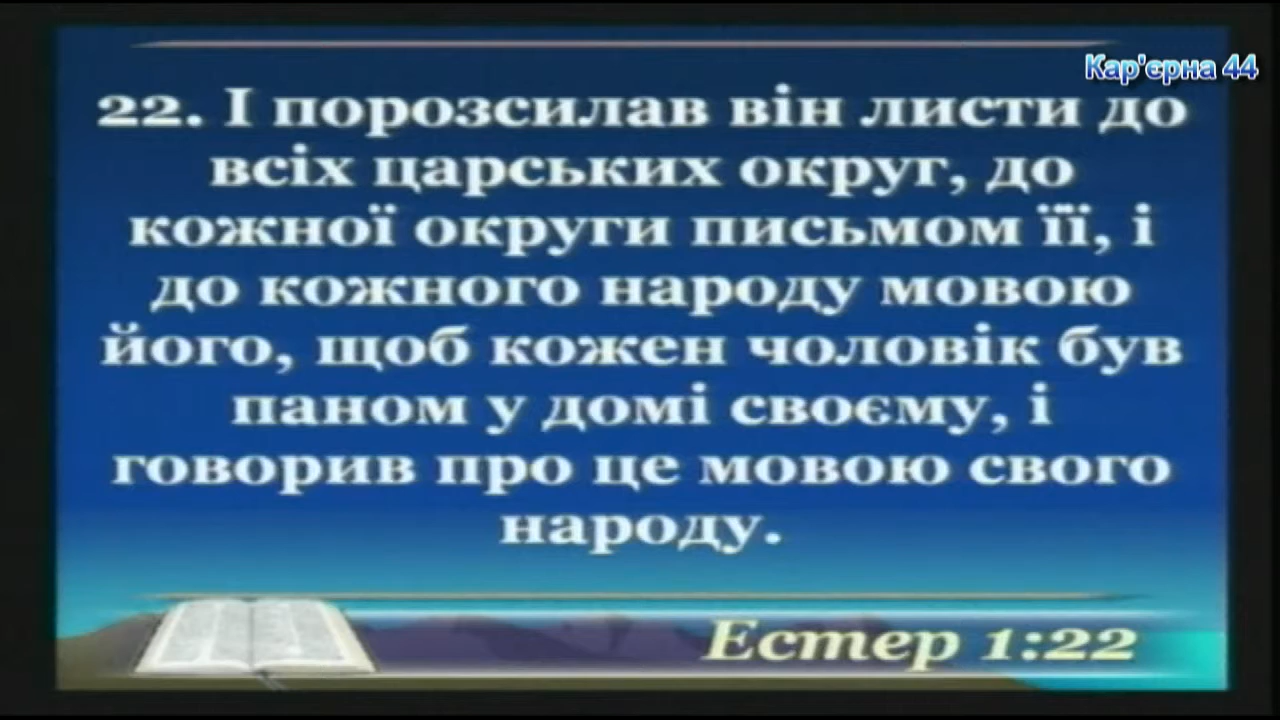 Кар'єрна 44
22. І порозсилав він листи до
всіх царських округ, до
кожної округи письмом її, і
до кожного народу мовою
його, щоб кожен чоловік був
паном у домі своєму, і
говорив про це мовою свого
народу.
Естер 1:22